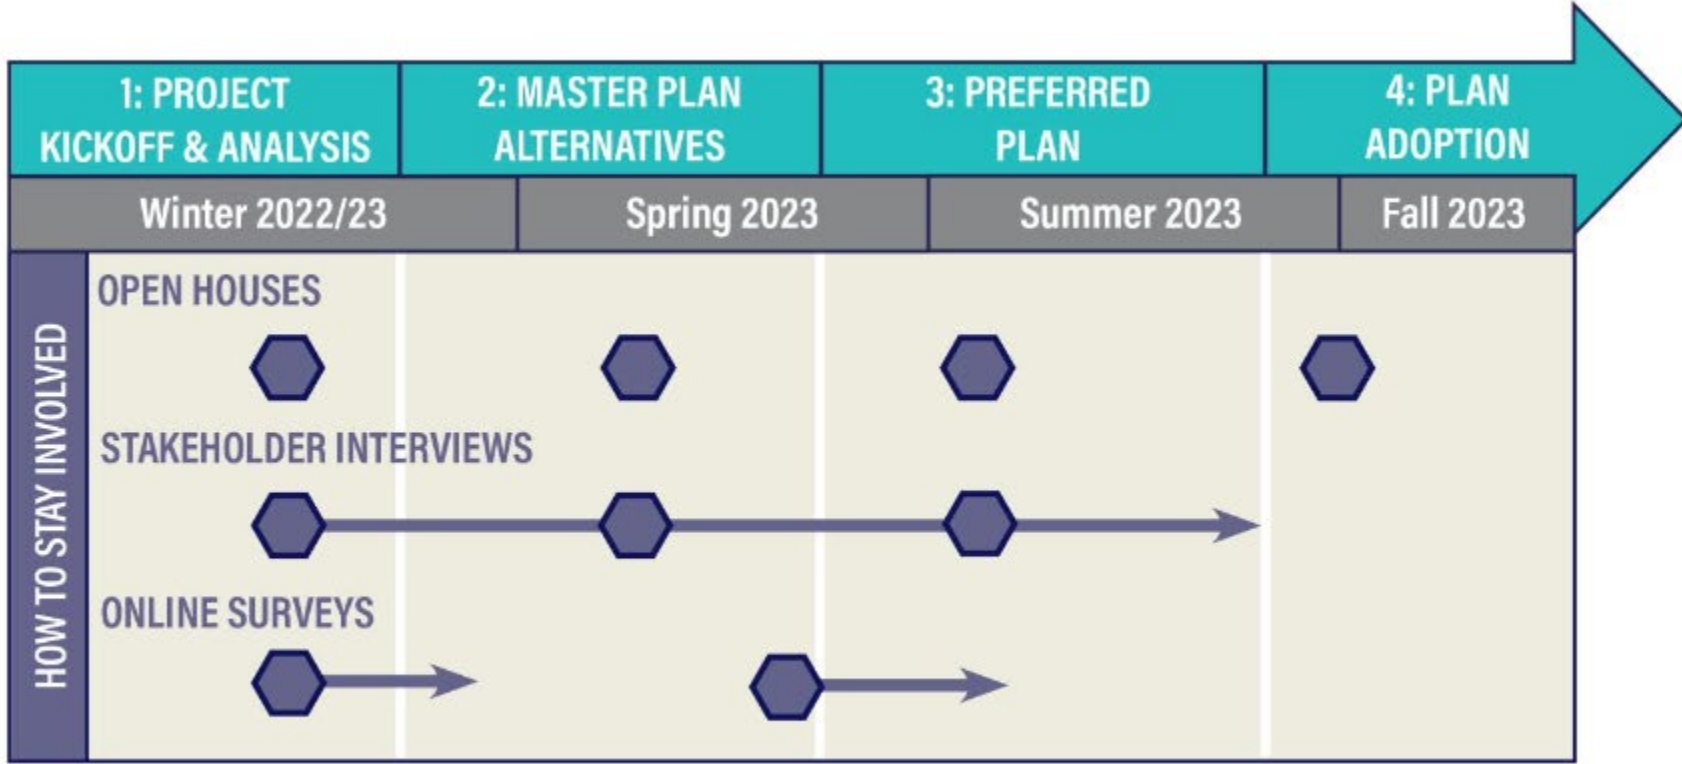 1: PROJECT
KICKOFF & ANALYSIS
2: MASTER PLAN
ALTERNATIVES
3: PREFERRED
PLAN
4: PLAN
ADOPTION
Winter 2022/23
Spring 2023
Summer 2023
Fall 2023
HOW TO STAY INVOLVED
OPEN HOUSES
STAKEHOLDER INTERVIEWS
ONLINE SURVEYS